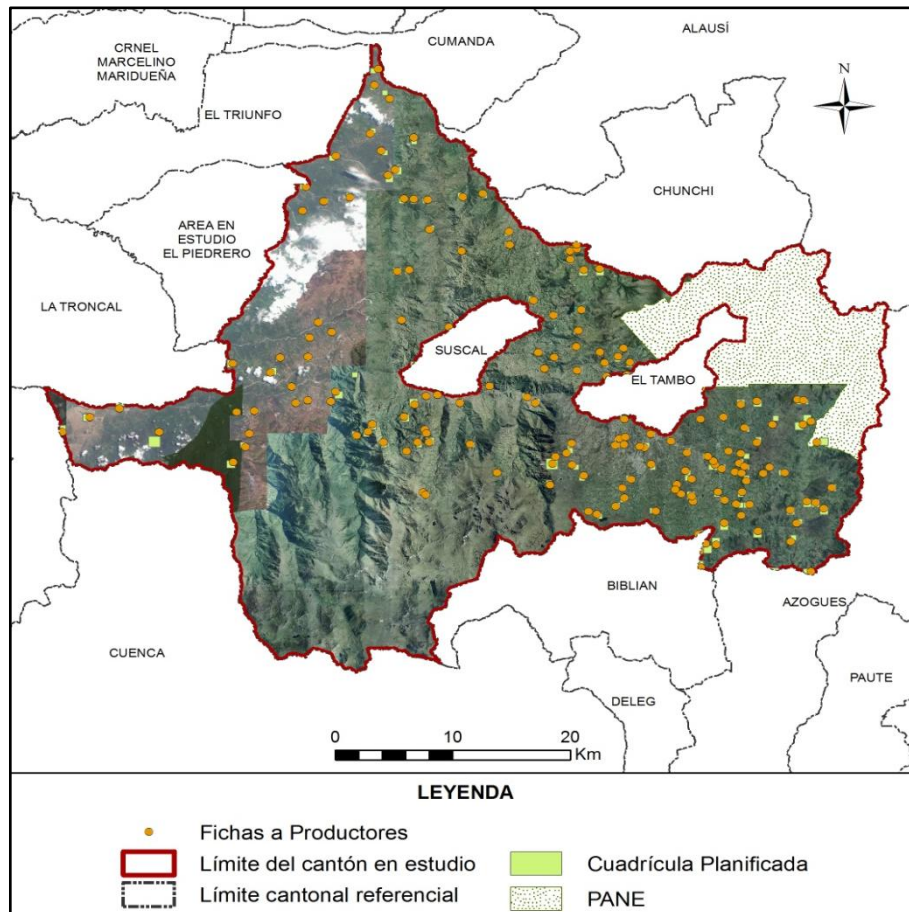 CRNEL
MARCELINO
MARIDUEÑA
CUMANDA
ALAUSÍ
EL TRIUNFO
N
CHUNCHI
AREA EN
ESTUDIO
EL PIEDRERO
LA TRONCAL
SUSCAL
EL TAMBO
BIBLIAN
AZOGUES
CUENCA
PAUTE
DELEG
0 10 20
Km
LEYENDA
Fichas a Productores
Límite del cantón en estudio
Cuadrícula Planificada
Límite cantonal referencial
PANE